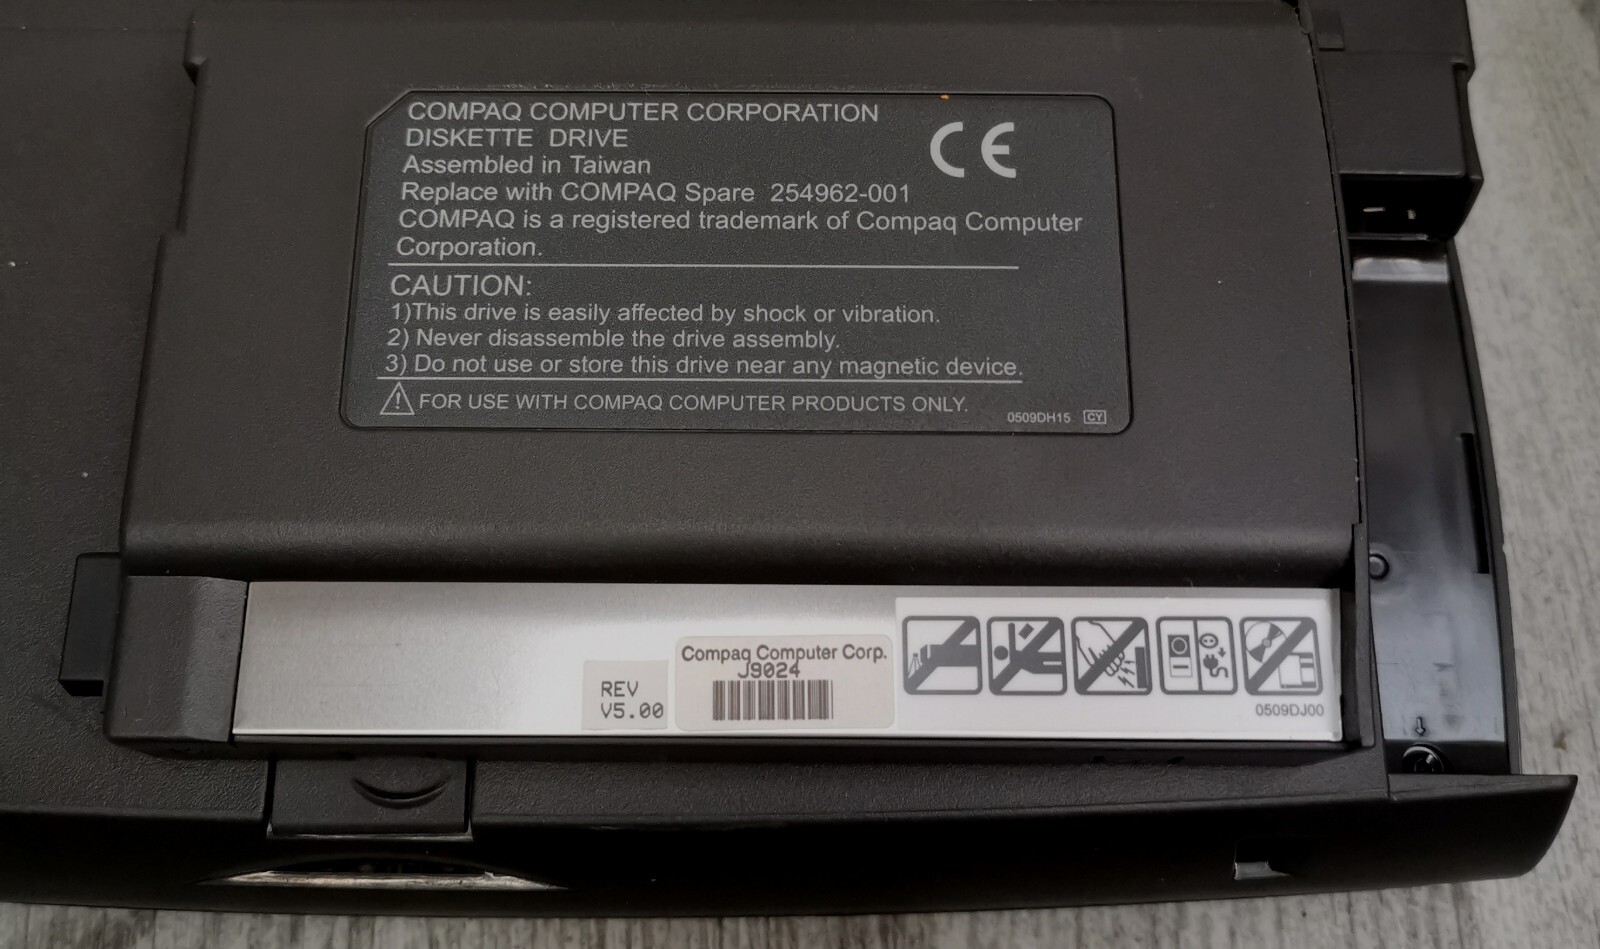 COMPAQ COMPUTER CORPORATION
DISKETTE DRIVE
Assembled in Taiwan
Replace with COMPAQ Spare 254962-001
COMPAQ is a registered trademark of Compaq Computer
Corporation.
CE
CAUTION:
1)This drive is easily affected by shock or vibration.
2) Never disassemble the drive assembly.
3) Do not use or store this drive near any magnetic device.
FOR USE WITH COMPAQ COMPUTER PRODUCTS ONLY.
0509DH15 CY
REV
V5.00
Compaq Computer Corp.
J9024
0509DJ00